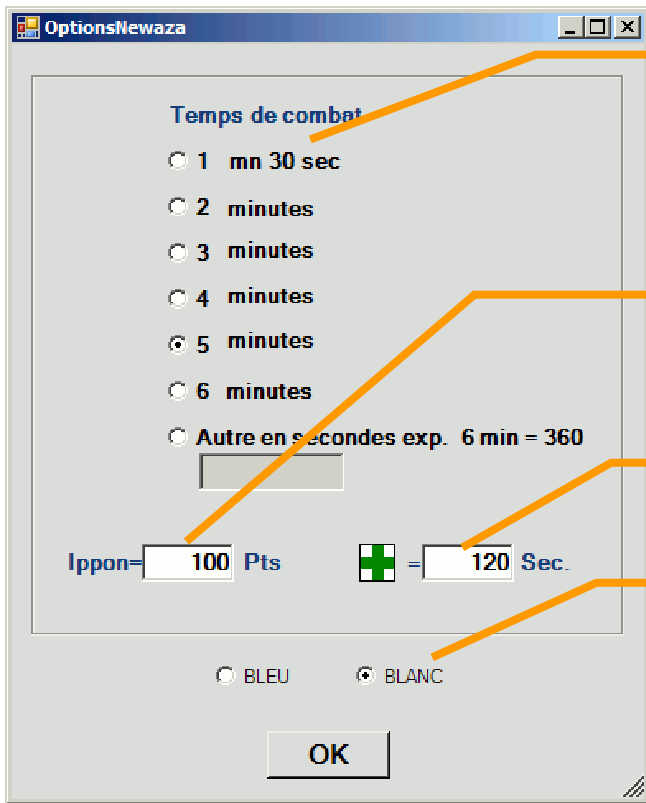 OptionsNewaza
Temps de combat
1 mn 30 sec
2 minutes
3 minutes
4 minutes
5 minutes
6 minutes
Autre en secondes exp. 6 min = 360
Ippon= 100 Pts = 120 Sec.
BLEU BLANC
OK